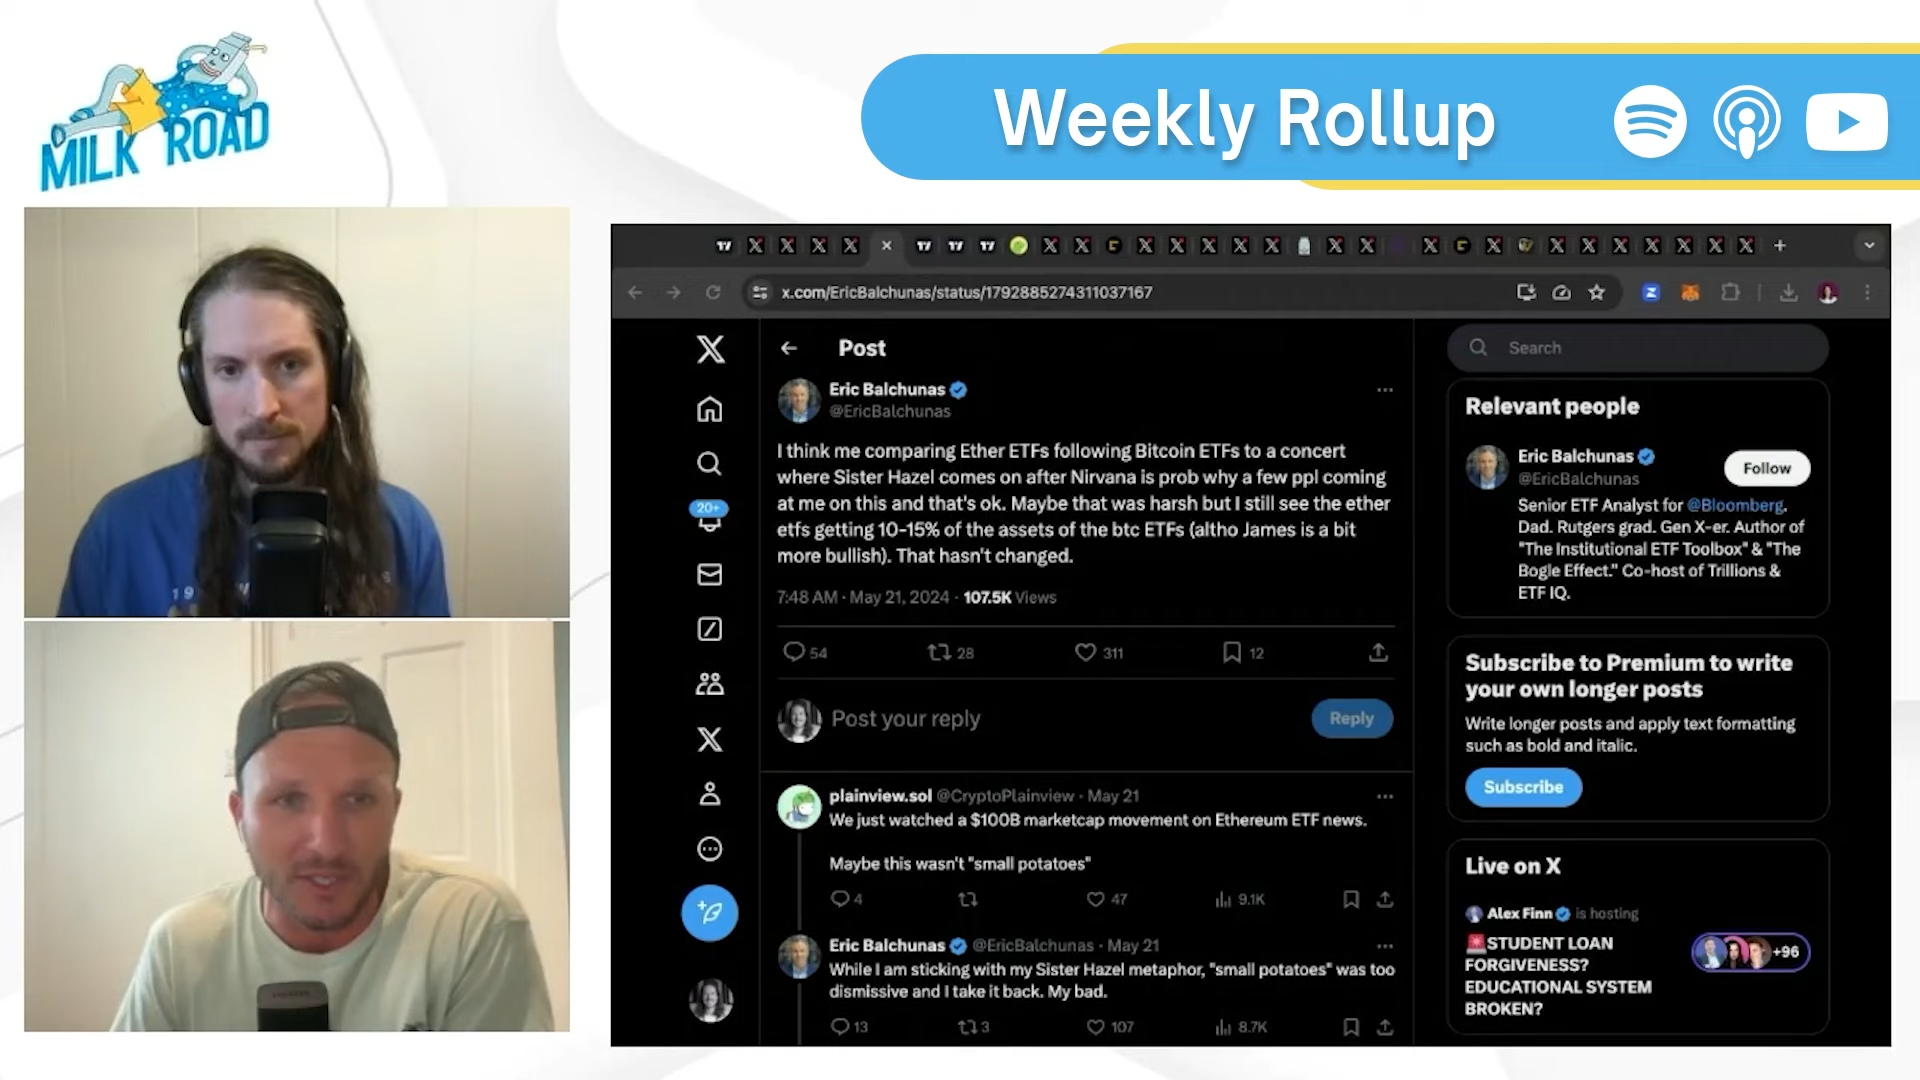 MILK ROAD
Weekly Rollup
x.com/EricBalchunas/status/1792885274311037167
Post
Eric Balchunas
@EricBalchunas
I think me comparing Ether ETFs following Bitcoin ETFs to a concert
where Sister Hazel comes on after Nirvana is prob why a few ppl coming
at me on this and that's ok. Maybe that was harsh but I still see the ether
etfs getting 10-15% of the assets of the btc ETFs (altho James is a bit
more bullish). That hasn't changed.
7:48 AM · May 21, 2024 · 107.5K Views
54 28 311 12
Post your reply
Reply
plainview.sol @CryptoPlainview · May 21
We just watched a $100B marketcap movement on Ethereum ETF news.
Maybe this wasn't "small potatoes"
4 47 9.1K
Eric Balchunas @EricBalchunas · May 21
While I am sticking with my Sister Hazel metaphor, "small potatoes" was too
dismissive and I take it back. My bad.
13 3 107 8.7K
20+
Search
Relevant people
Eric Balchunas
@EricBalchunas
Follow
Senior ETF Analyst for @Bloomberg.
Dad. Rutgers grad. Gen X-er. Author of
"The Institutional ETF Toolbox" & "The
Bogle Effect." Co-host of Trillions &
ETF IQ.
Subscribe to Premium to write
your own longer posts
Write longer posts and apply text formatting
such as bold and italic.
Subscribe
Live on X
Alex Finn is hosting
🚨STUDENT LOAN
FORGIVENESS?
EDUCATIONAL SYSTEM
BROKEN?
+96